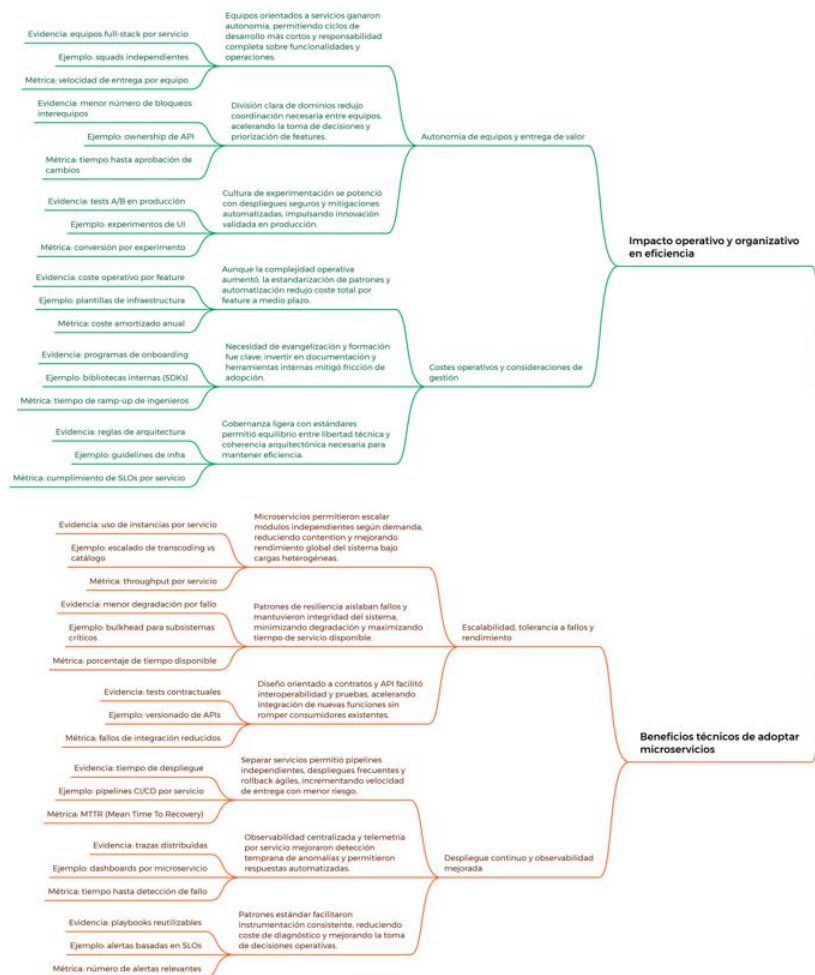 Impacto operativo y organizativo
en eficiencia
Autonomía de equipos y entrega de valor
Equipos orientados a servicios ganaron
autonomía, permitiendo ciclos de
desarrollo más cortos y responsabilidad
completa sobre funcionalidades y
operaciones.
Evidencia: equipos full-stack por servicio
Ejemplo: squads independientes
Métrica: velocidad de entrega por equipo
División clara de dominios redujo
coordinación necesaria entre equipos,
acelerando la toma de decisiones y
priorización de features.
Evidencia: menor número de bloqueos
interequipos
Ejemplo: ownership de API
Métrica: tiempo hasta aprobación de
cambios
Cultura de experimentación se potenció
con despliegues seguros y mitigaciones
automatizadas, impulsando innovación
validada en producción.
Evidencia: tests A/B en producción
Ejemplo: experimentos de UI
Métrica: conversión por experimento
Costes operativos y consideraciones de
gestión
Aunque la complejidad operativa
aumentó, la estandarización de patrones y
automatización redujo coste total por
feature a medio plazo.
Evidencia: coste operativo por feature
Ejemplo: plantillas de infraestructura
Métrica: coste amortizado anual
Necesidad de evangelización y formación
fue clave; invertir en documentación y
herramientas internas mitigó fricción de
adopción.
Evidencia: programas de onboarding
Ejemplo: bibliotecas internas (SDKs)
Métrica: tiempo de ramp-up de ingenieros
Gobernanza ligera con estándares
permitió equilibrio entre libertad técnica y
coherencia arquitectónica necesaria para
mantener eficiencia.
Evidencia: reglas de arquitectura
Ejemplo: guidelines de infra
Métrica: cumplimiento de SLOs por servicio
Beneficios técnicos de adoptar
microservicios
Escalabilidad, tolerancia a fallos y
rendimiento
Microservicios permitieron escalar
módulos independientes según demanda,
reduciendo contention y mejorando
rendimiento global del sistema bajo
cargas heterogéneas.
Evidencia: uso de instancias por servicio
Ejemplo: escalado de transcoding vs
catálogo
Métrica: throughput por servicio
Patrones de resiliencia aislaban fallos y
mantuvieron integridad del sistema,
minimizando degradación y maximizando
tiempo de servicio disponible.
Evidencia: menor degradación por fallo
Ejemplo: bulkhead para subsistemas
críticos
Métrica: porcentaje de tiempo disponible
Diseño orientado a contratos y API facilitó
interoperabilidad y pruebas, acelerando
integración de nuevas funciones sin
romper consumidores existentes.
Evidencia: tests contractuales
Ejemplo: versionado de APIs
Métrica: fallos de integración reducidos
Despliegue continuo y observabilidad
mejorada
Separar servicios permitió pipelines
independientes, despliegues frecuentes y
rollback ágiles, incrementando velocidad
de entrega con menor riesgo.
Evidencia: tiempo de despliegue
Ejemplo: pipelines CI/CD por servicio
Métrica: MTTR (Mean Time To Recovery)
Observabilidad centralizada y telemetría
por servicio mejoraron detección
temprana de anomalías y permitieron
respuestas automatizadas.
Evidencia: trazas distribuidas
Ejemplo: dashboards por microservicio
Métrica: tiempo hasta detección de fallo
Patrones estándar facilitaron
instrumentación consistente, reduciendo
coste de diagnóstico y mejorando la toma
de decisiones operativas.
Evidencia: playbooks reutilizables
Ejemplo: alertas basadas en SLOs
Métrica: número de alertas relevantes